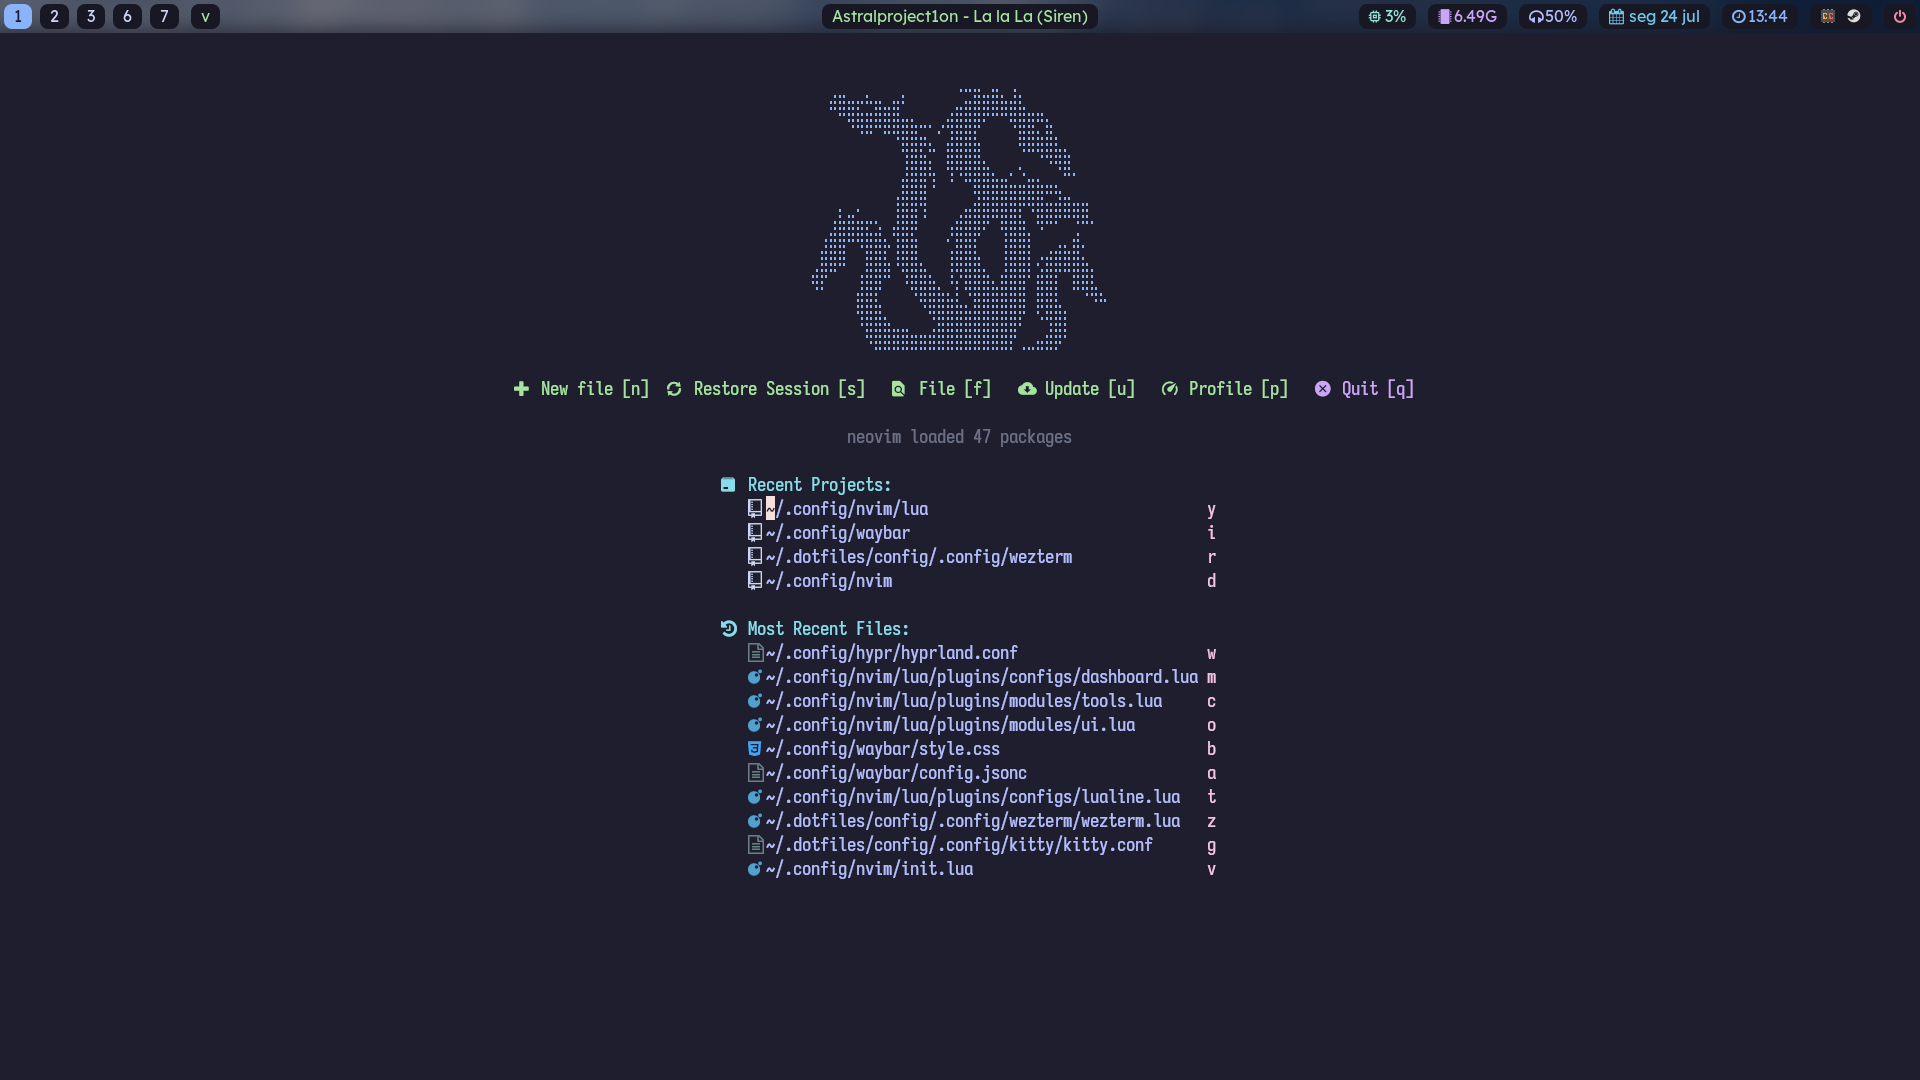 1 2 3 6 7 v Astralproject1on - La la La (Siren) 3% 6.49G 50% seg 24 jul 13:44
New file [n] Restore Session [s] File [f] Update [u] Profile [p] Quit [q]
neovim loaded 47 packages
Recent Projects:
~/.config/nvim/lua y
~/.config/waybar i
~/.dotfiles/config/.config/wezterm r
~/.config/nvim d
Most Recent Files:
~/.config/hypr/hyprland.conf w
~/.config/nvim/lua/plugins/configs/dashboard.lua m
~/.config/nvim/lua/plugins/modules/tools.lua c
~/.config/nvim/lua/plugins/modules/ui.lua o
~/.config/waybar/style.css b
~/.config/waybar/config.jsonc a
~/.config/nvim/lua/plugins/configs/lualine.lua t
~/.dotfiles/config/.config/wezterm/wezterm.lua z
~/.dotfiles/config/.config/kitty/kitty.conf g
~/.config/nvim/init.lua v